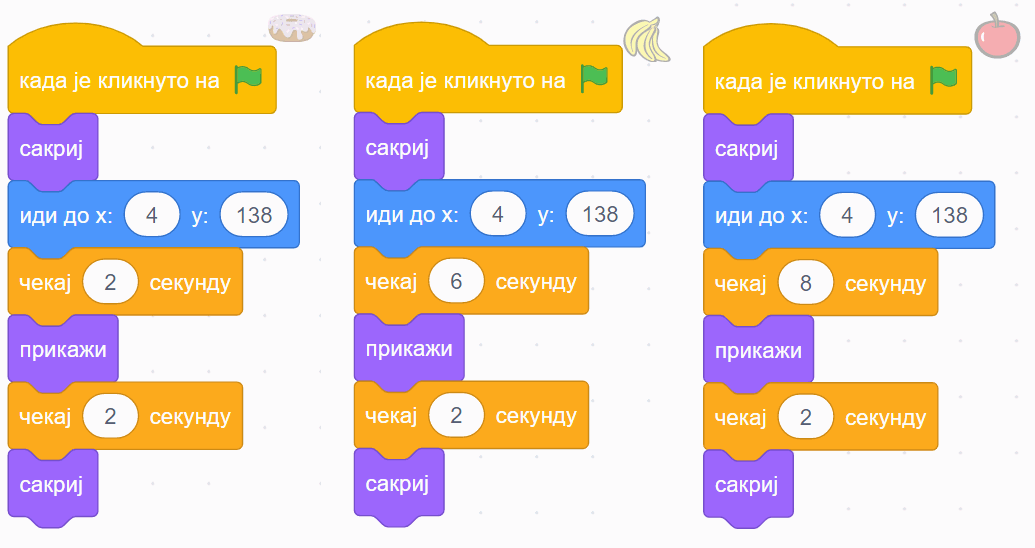 када је кликнуто на
сакриј
иди до x: 4 y: 138
чекај 2 секунду
прикажи
чекај 2 секунду
сакриј
када је кликнуто на
сакриј
иди до x: 4 y: 138
чекај 6 секунду
прикажи
чекај 2 секунду
сакриј
када је кликнуто на
сакриј
иди до x: 4 y: 138
чекај 8 секунду
прикажи
чекај 2 секунду
сакриј